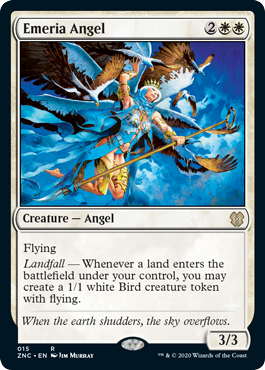 Emeria Angel 2
Creature — Angel
Flying
Landfall — Whenever a land enters the
battlefield under your control, you may
create a 1/1 white Bird creature token
with flying.
When the earth shudders, the sky overflows.
3/3
015 R
ZNC • EN Jim Murray
™ & © 2020 Wizards of the Coast